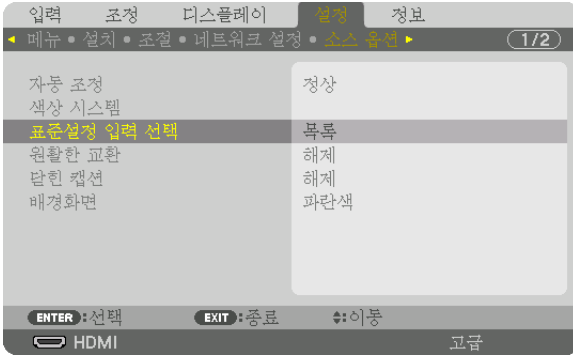 입력 조정 디스플레이 설정 정보
메뉴 • 설치 • 조절 • 네트워크 설정 • 소스 옵션 (1/2)
자동 조정 정상
색상 시스템
표준설정 입력 선택 목록
원활한 교환 해제
닫힌 캡션 해제
배경화면 파란색
ENTER :선택 EXIT :종료 :이동
HDMI 고급